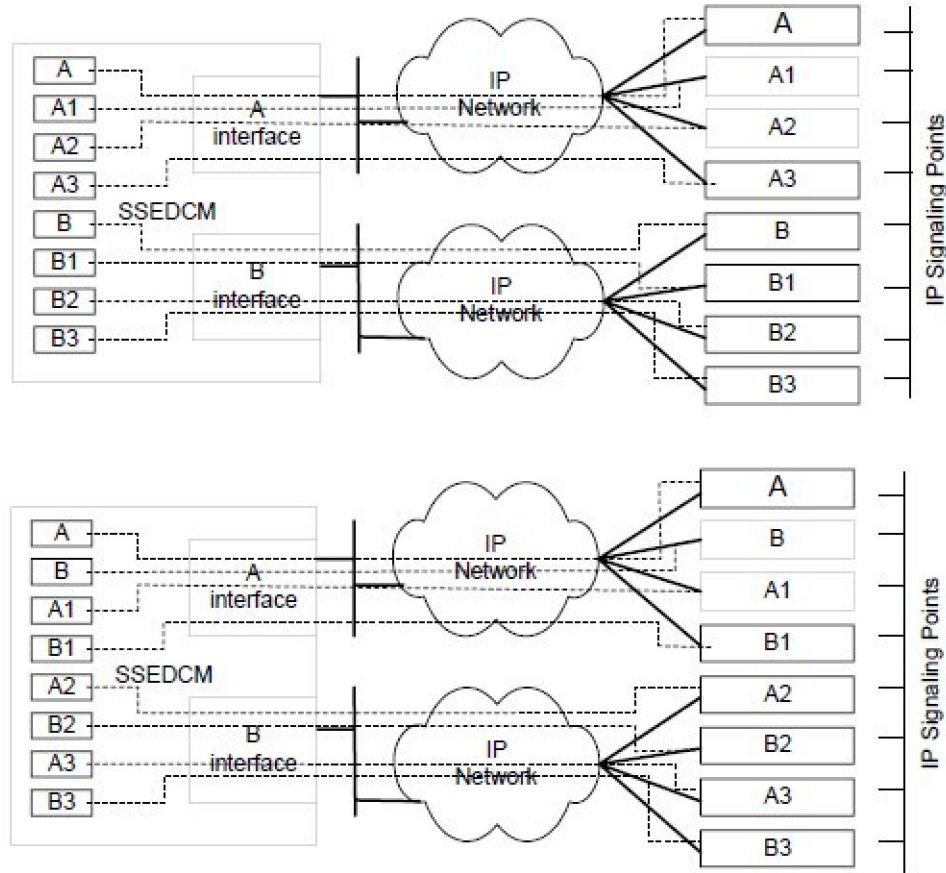 A
A1
A2
A3
B
B1
B2
B3
SSEDCM
A
interface
B
interface
IP
Network
IP
Network
A
A1
A2
A3
B
B1
B2
B3
IP Signaling Points
A
B
A1
B1
A2
B2
A3
B3
SSEDCM
A
interface
B
interface
IP
Network
IP
Network
A
B
A1
B1
A2
B2
A3
B3
IP Signaling Points